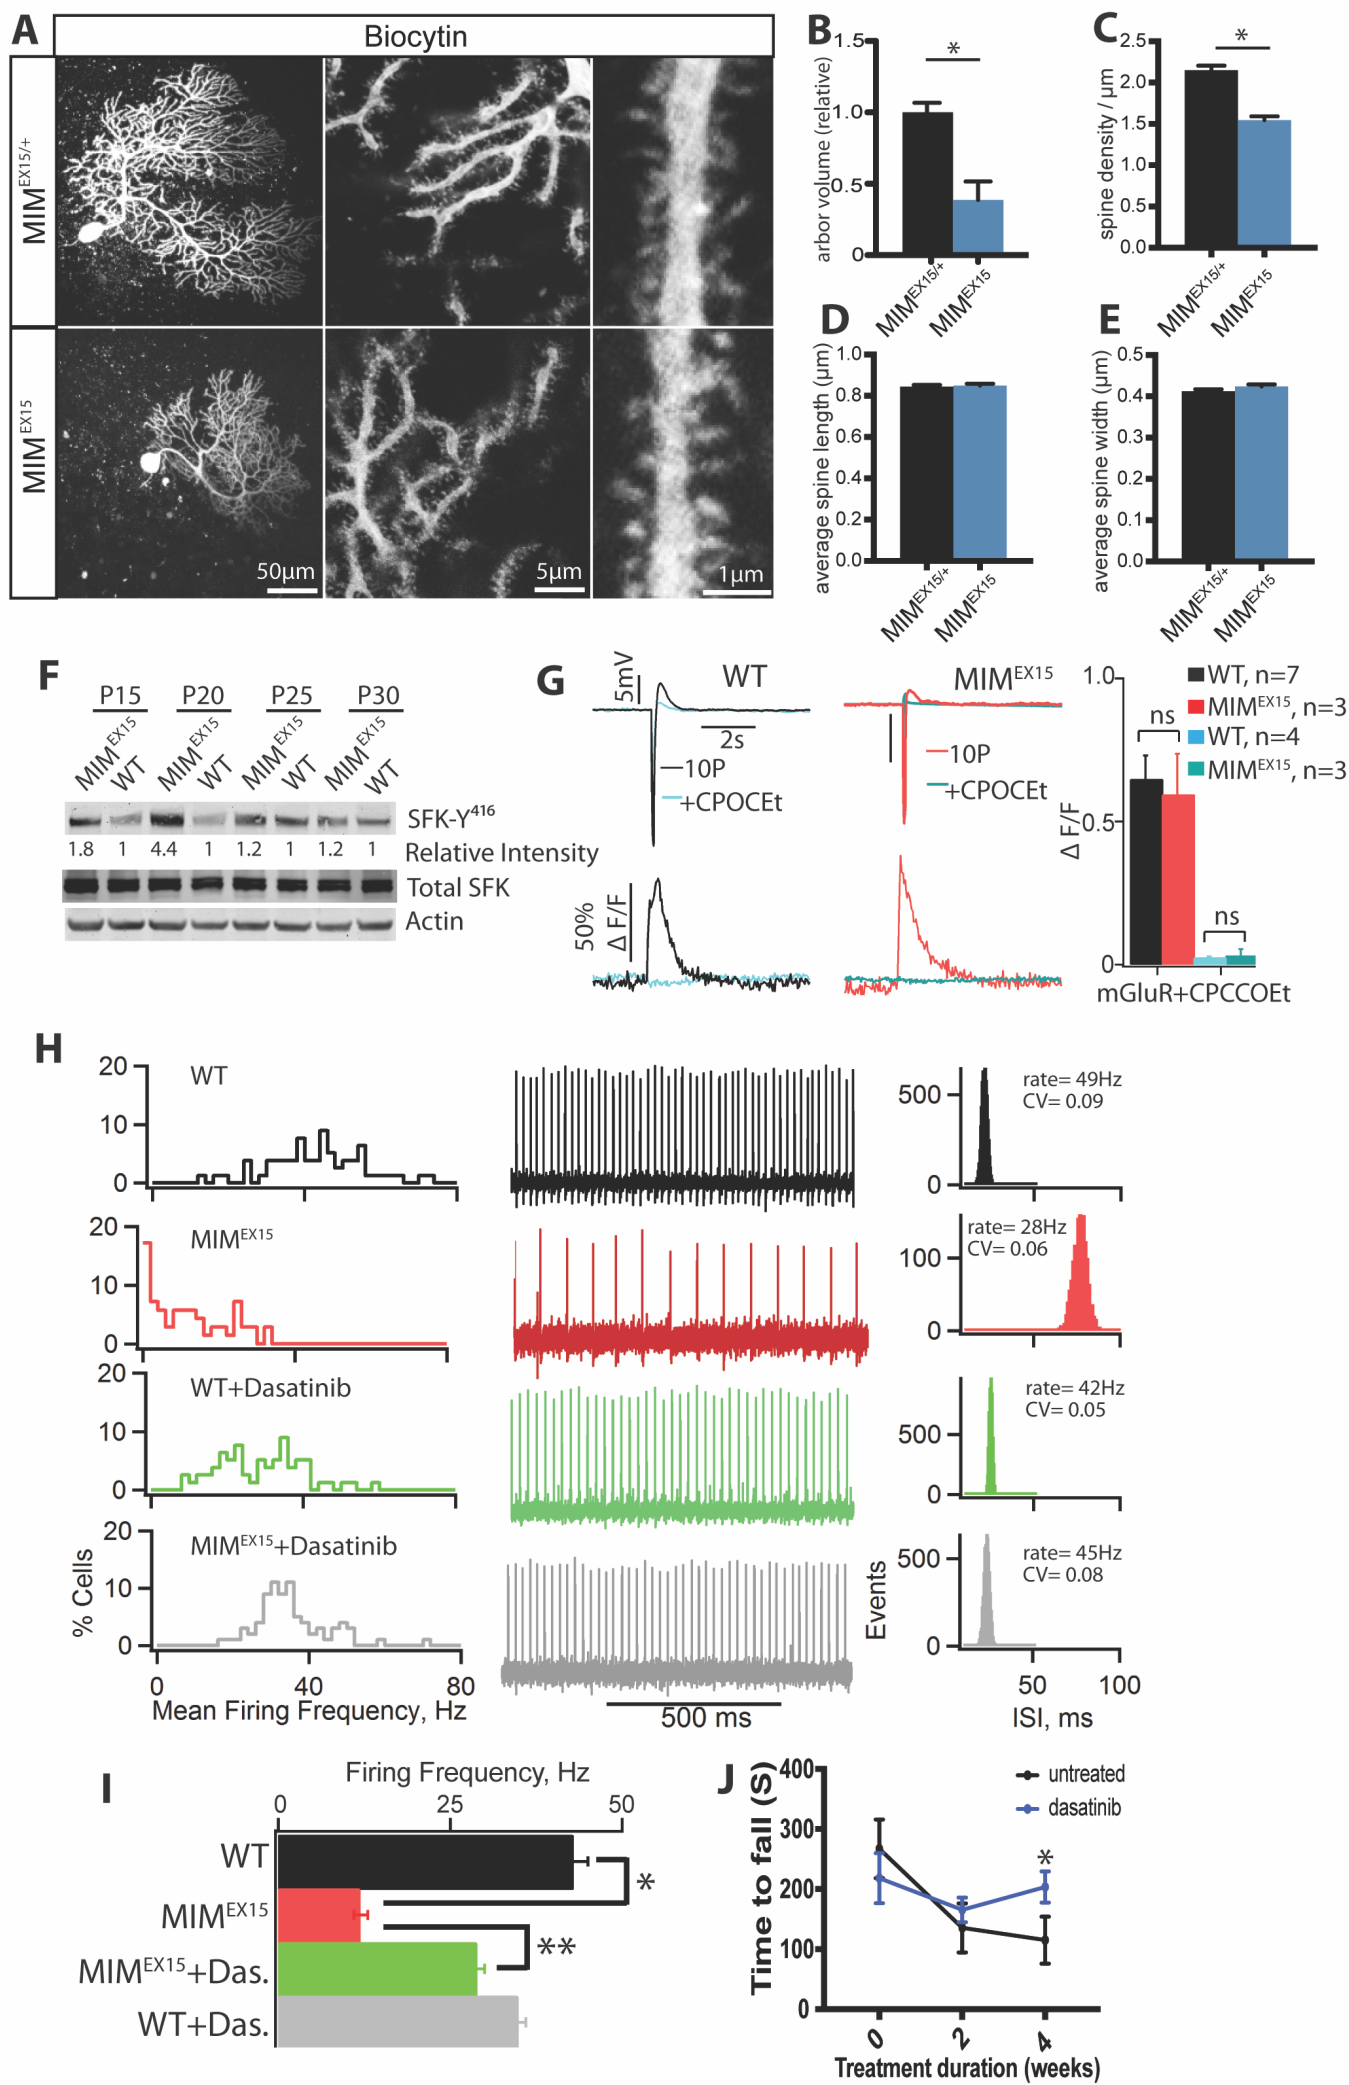 A
Biocytin
MIMEX15/+
MIMEX15
50µm
5µm
1µm
B
arbor volume (relative)
1.5
1.0
0.5
0
*
MIMEX15/+
MIMEX15
C
spine density / µm
2.5
2.0
1.5
1.0
0.5
0.0
*
MIMEX15/+
MIMEX15
D
average spine length (µm)
1.0
0.8
0.6
0.4
0.2
0.0
MIMEX15/+
MIMEX15
E
average spine width (µm)
0.5
0.4
0.3
0.2
0.1
0.0
MIMEX15/+
MIMEX15
F
P15 P20 P25 P30
MIMEX15 WT MIMEX15 WT MIMEX15 WT MIMEX15 WT
SFK-Y416
1.8 1 4.4 1 1.2 1 1.2 1 Relative Intensity
Total SFK
Actin
G
5mV
WT
2s
10P
+CPOCEt
50%
Δ F/F
MIMEX15
10P
+CPOCEt
WT, n=7
MIMEX15, n=3
WT, n=4
MIMEX15, n=3
1.0
0.5
0
Δ F/F
ns
ns
mGluR+CPCCOEt
H
20
10
0
WT
500
0
rate= 49Hz
CV= 0.09
20
10
0
MIMEX15
100
0
rate= 28Hz
CV= 0.06
20
10
0
WT+Dasatinib
500
0
rate= 42Hz
CV= 0.05
20
10
0
MIMEX15+Dasatinib
% Cells
0 40 80
Mean Firing Frequency, Hz
500 ms
Events
500
0
rate= 45Hz
CV= 0.08
50 100
ISI, ms
I
Firing Frequency, Hz
0 25 50
WT
MIMEX15
MIMEX15+Das.
WT+Das.
*
**
J
Time to fall (S)
400
300
200
100
0
untreated
dasatinib
*
0 2 4
Treatment duration (weeks)